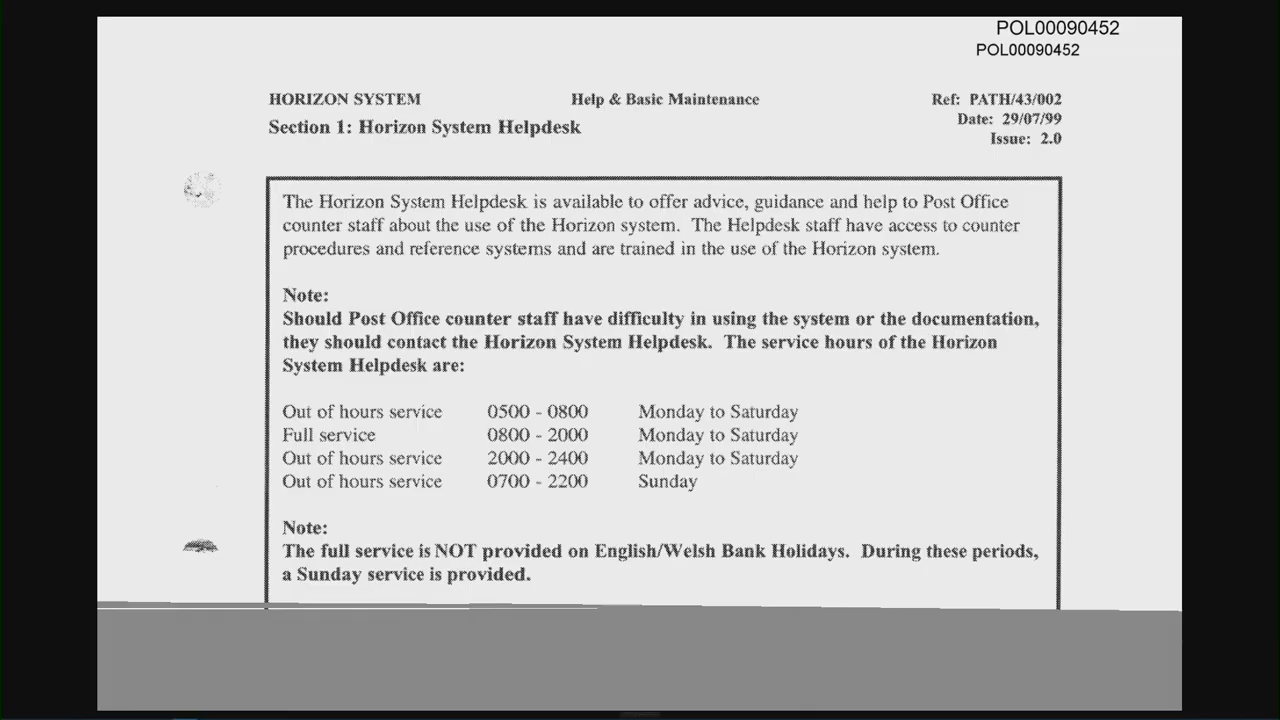 POL00090452
POL00090452
HORIZON SYSTEM Help & Basic Maintenance Ref: PATH/43/002
Section 1: Horizon System Helpdesk Date: 29/07/99
Issue: 2.0
The Horizon System Helpdesk is available to offer advice, guidance and help to Post Office
counter staff about the use of the Horizon system. The Helpdesk staff have access to counter
procedures and reference systems and are trained in the use of the Horizon system.
Note:
Should Post Office counter staff have difficulty in using the system or the documentation,
they should contact the Horizon System Helpdesk. The service hours of the Horizon
System Helpdesk are:
Out of hours service 0500 - 0800 Monday to Saturday
Full service 0800 - 2000 Monday to Saturday
Out of hours service 2000 - 2400 Monday to Saturday
Out of hours service 0700 - 2200 Sunday
Note:
The full service is NOT provided on English/Welsh Bank Holidays. During these periods,
a Sunday service is provided.